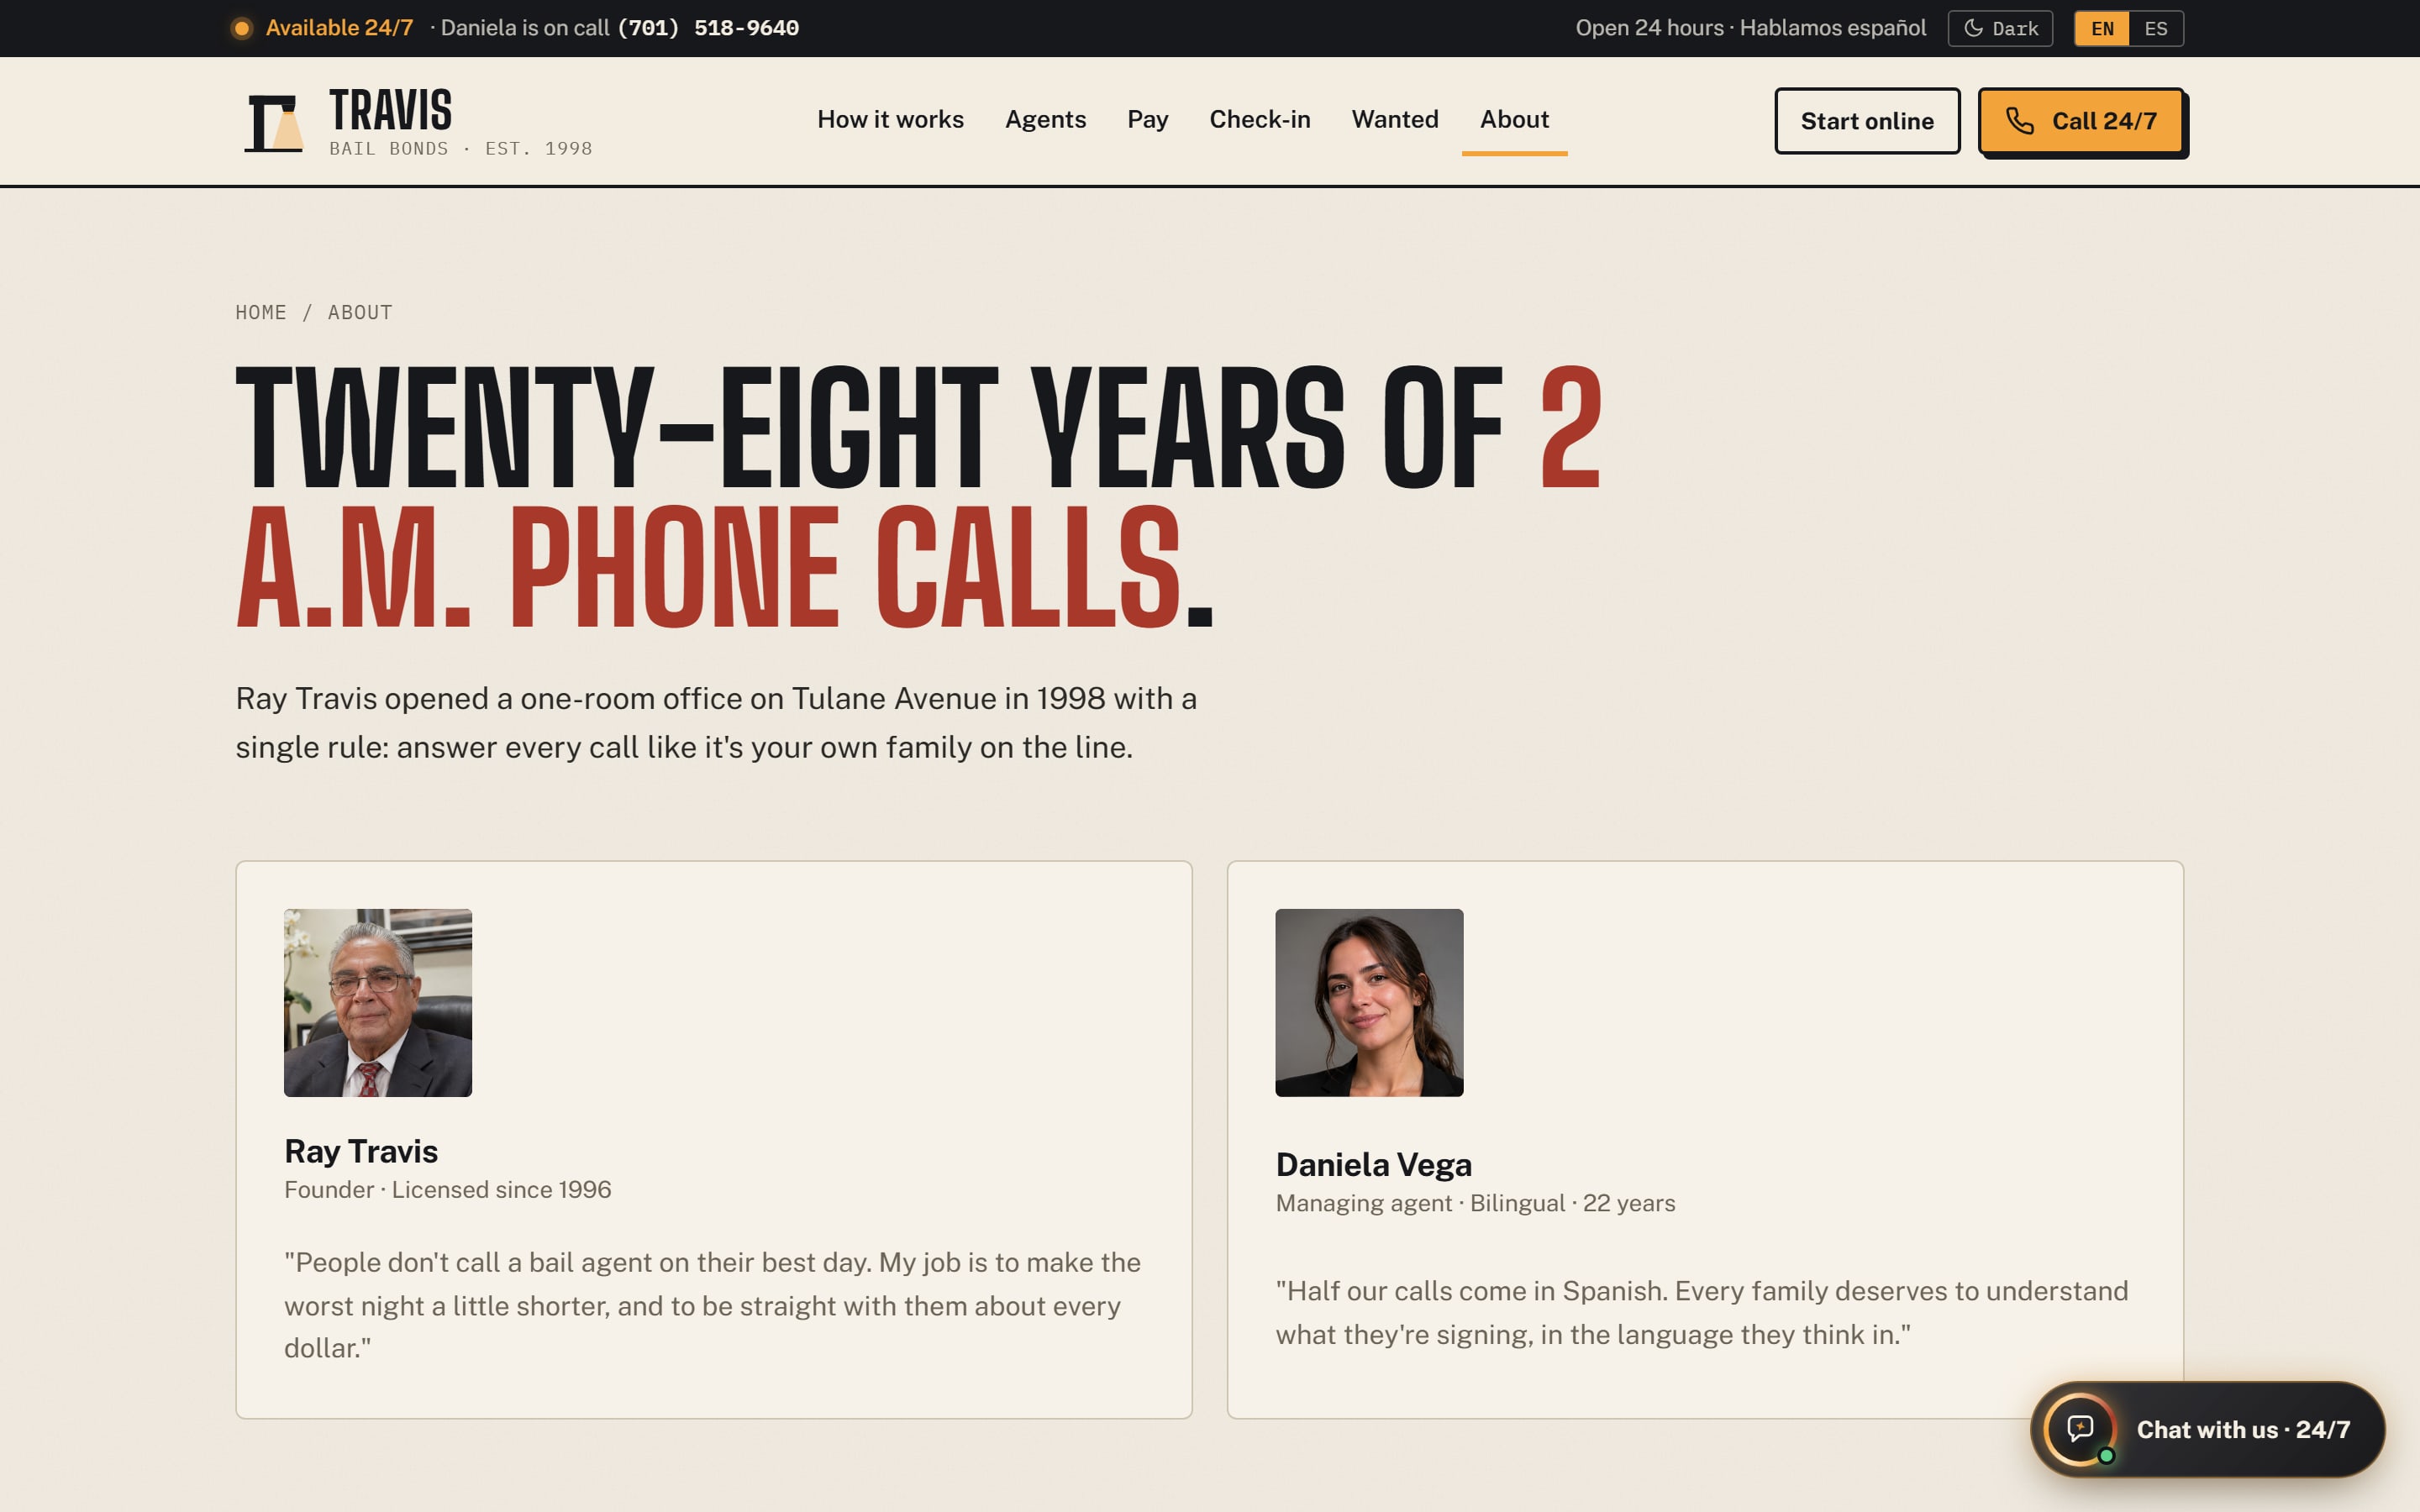 Available 24/7 · Daniela is on call (701) 518-9640
Open 24 hours · Hablamos español
Dark
EN ES
TRAVIS
BAIL BONDS · EST. 1998
How it works Agents Pay Check-in Wanted About
Start online
Call 24/7
HOME / ABOUT
TWENTY-EIGHT YEARS OF 2
A.M. PHONE CALLS.
Ray Travis opened a one-room office on Tulane Avenue in 1998 with a
single rule: answer every call like it's your own family on the line.
Ray Travis
Founder · Licensed since 1996
"People don't call a bail agent on their best day. My job is to make the
worst night a little shorter, and to be straight with them about every
dollar."
Daniela Vega
Managing agent · Bilingual · 22 years
"Half our calls come in Spanish. Every family deserves to understand
what they're signing, in the language they think in."
Chat with us · 24/7